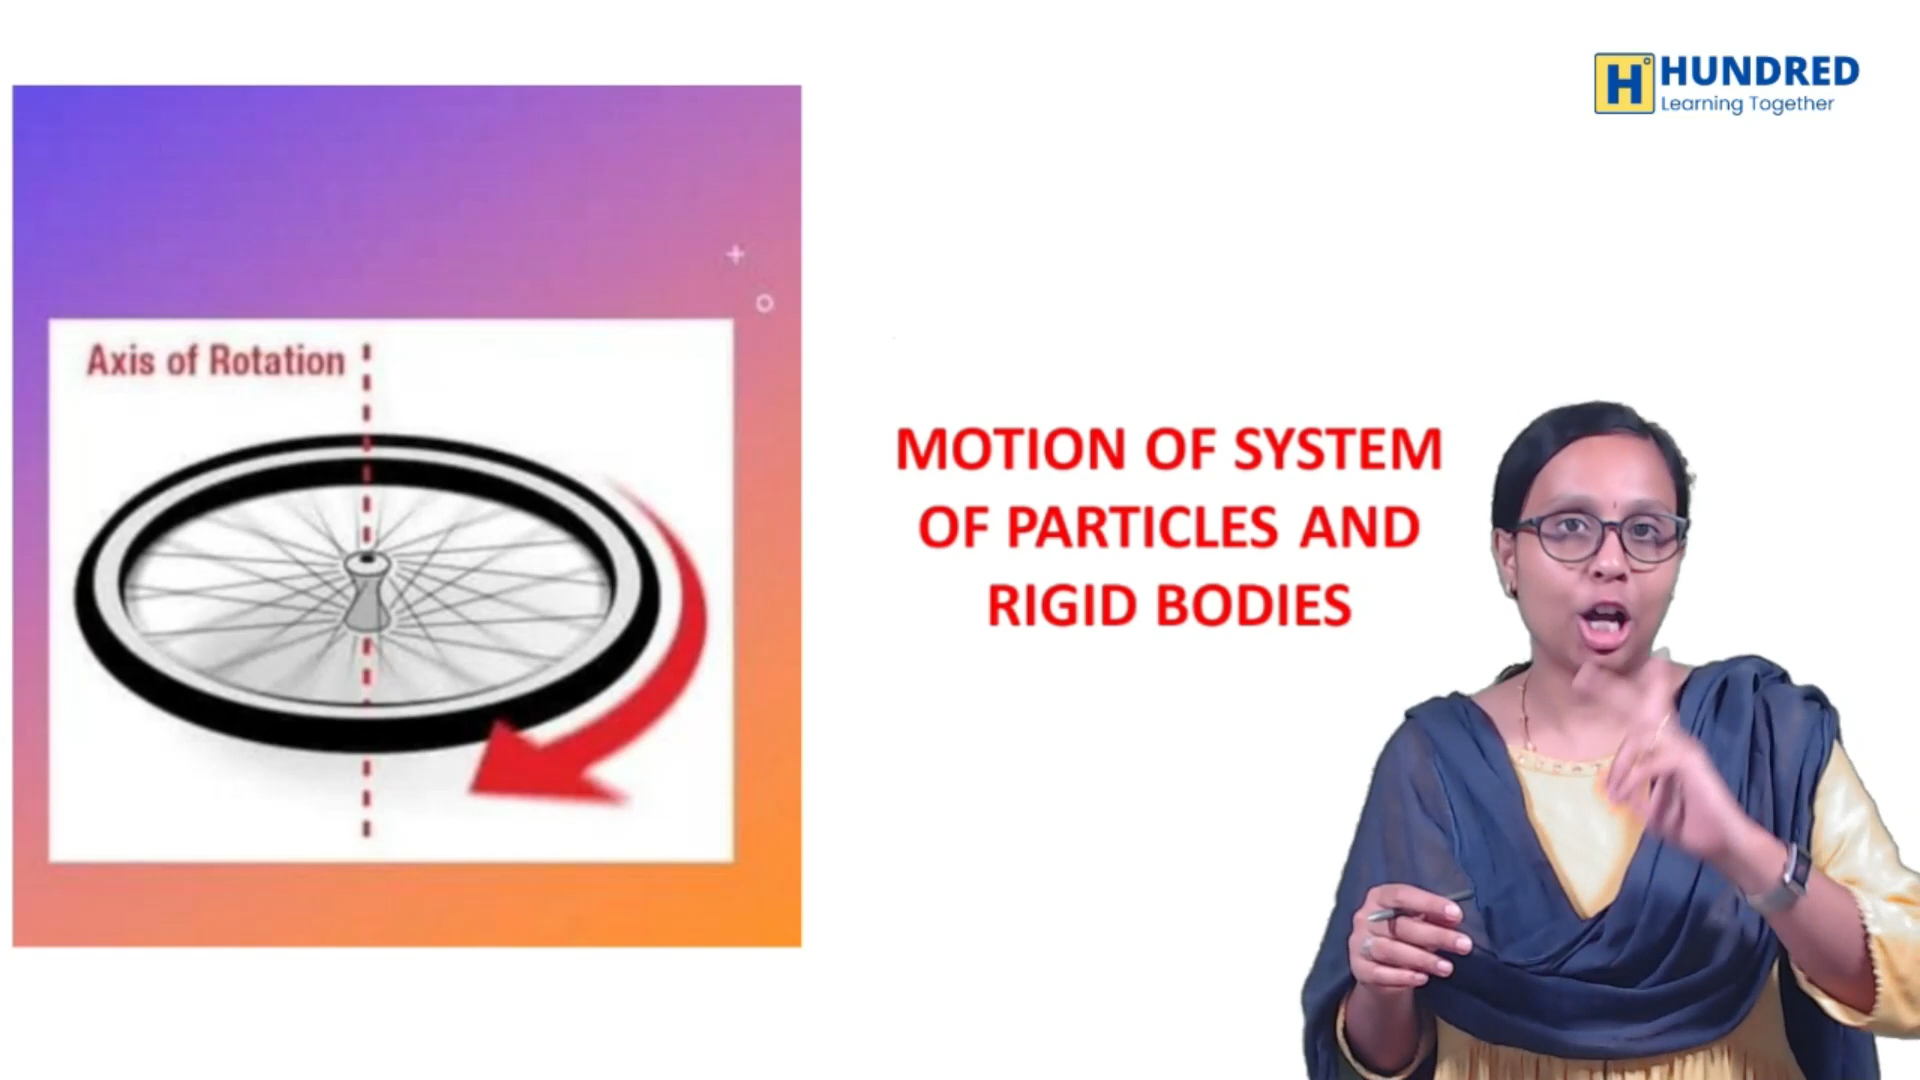 H° HUNDRED
Learning Together
Axis of Rotation
MOTION OF SYSTEM
OF PARTICLES AND
RIGID BODIES